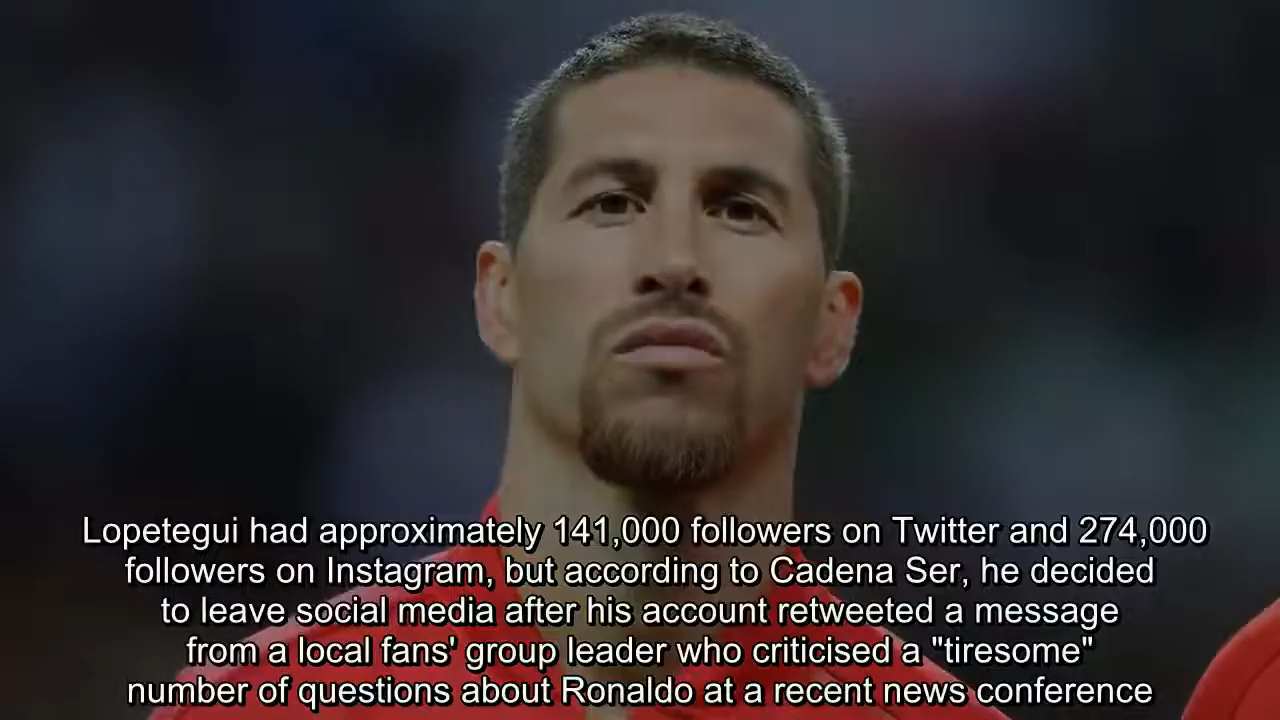 Lopetegui had approximately 141,000 followers on Twitter and 274,000
followers on Instagram, but according to Cadena Ser, he decided
to leave social media after his account retweeted a message
from a local fans' group leader who criticised a "tiresome"
number of questions about Ronaldo at a recent news conference